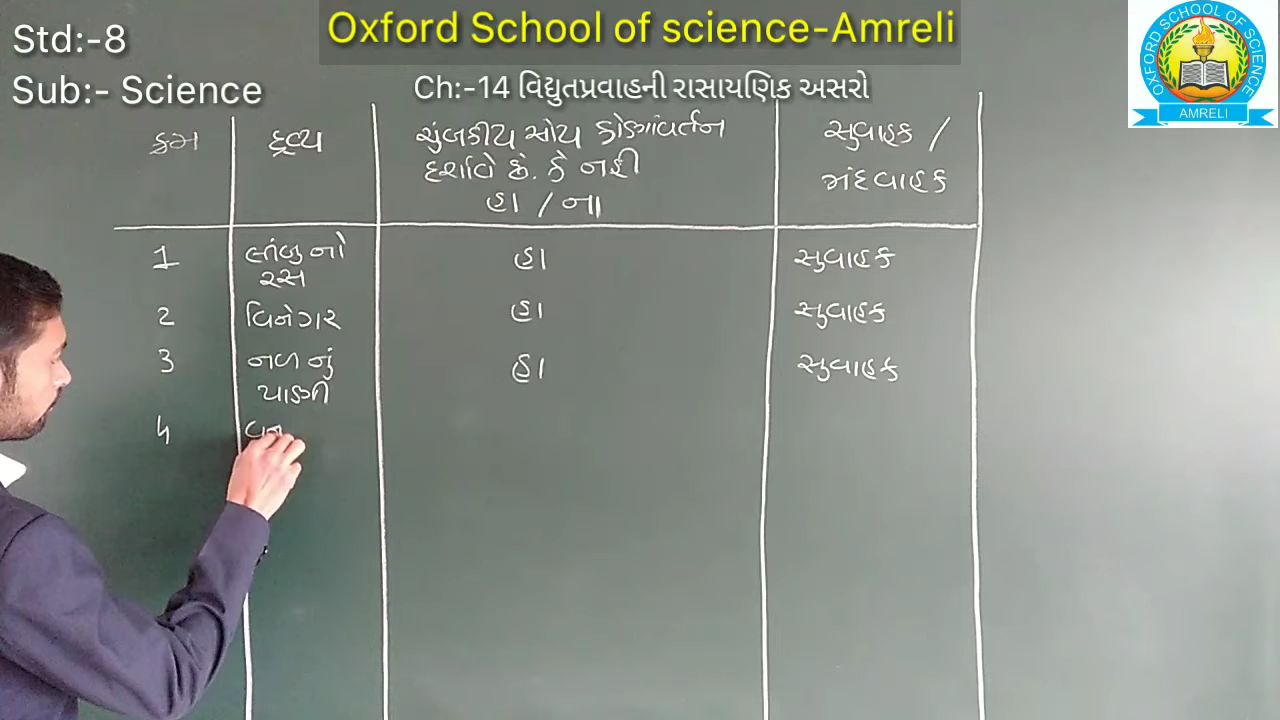 Std:-8
Oxford School of science-Amreli
Sub:- Science
Ch:-14 વિદ્યુતપ્રવાહની રાસાયણિક અસરો
OXFORD SCHOOL OF SCIENCE
AMRELI
ક્રમ દ્રવ્ય ચુંબકીય સોય કોણાંવર્તન સુવાહક /
દર્શાવે છે. કે નહી મંદવાહક
હા / ના
1 લીંબુ નો હા સુવાહક
રસ
2 વિનેગર હા સુવાહક
3 નળ નું હા સુવાહક
પાણી
4